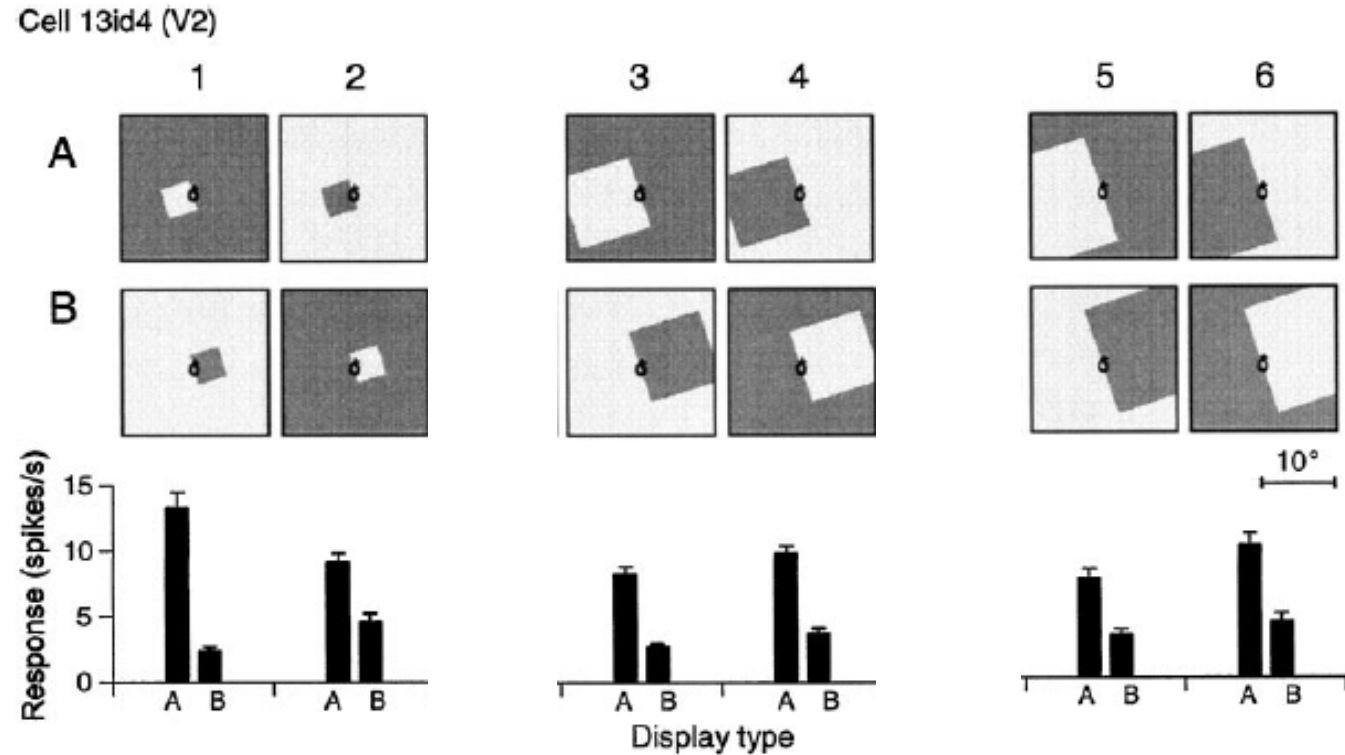 Cell 13id4 (V2)
1 2 3 4 5 6
A
B
10°
15
10
5
0
Response (spikes/s)
A B A B A B A B A B A B
Display type